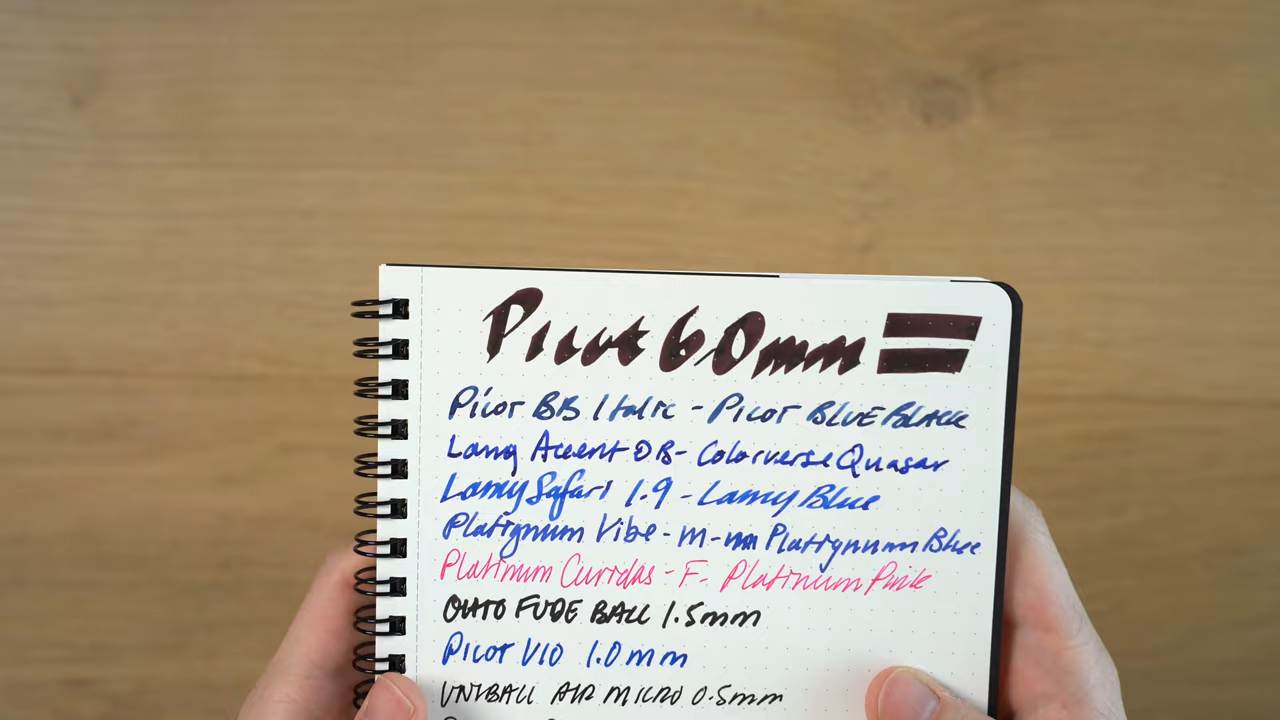 Pilot 6.0mm
Pilot BB Italic - Pilot BLUE BLACK
Lamy Accent OB - Colorverse Quasar
Lamy Safari 1.9 - Lamy Blue
Platignum Vibe - M - Platignum Blue
Platinum Curidas - F - Platinum Pink
OHTO FUDE BALL 1.5mm
PILOT V10 1.0mm
UNIBALL AIR MICRO 0.5mm